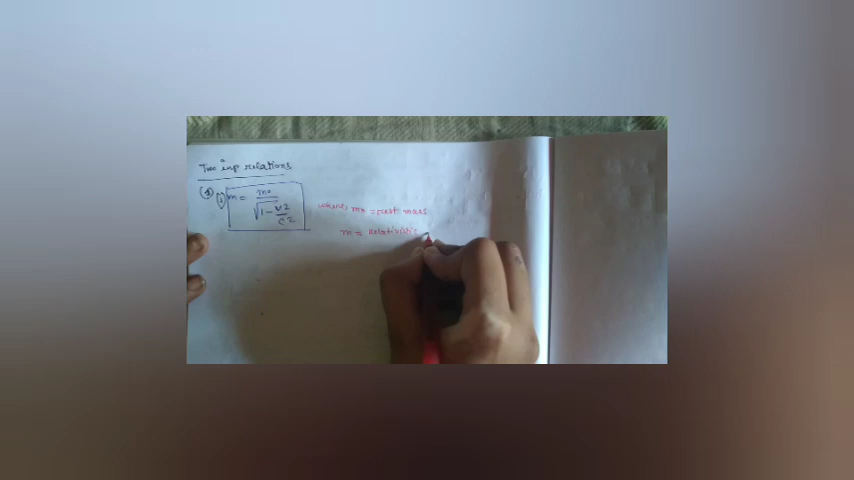 Two imp relations
(1) (i) m = m0 / √1 - v2/c2
where, m0 = rest mass
m = relativistic